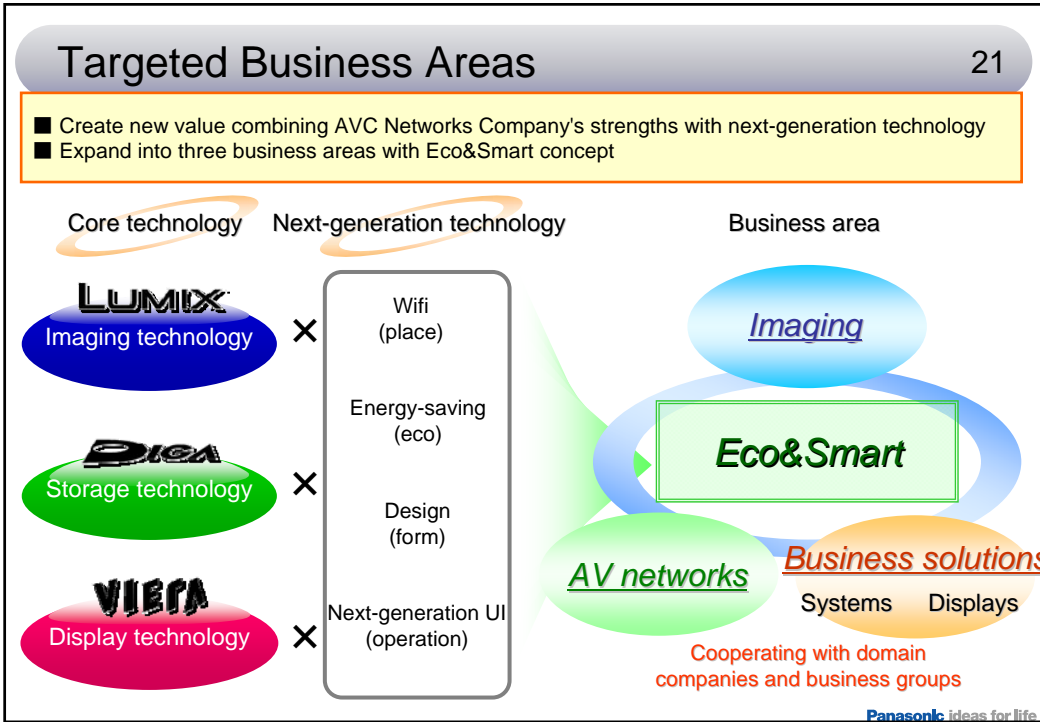 Targeted Business Areas
21
■ Create new value combining AVC Networks Company's strengths with next-generation technology
■ Expand into three business areas with Eco&Smart concept
Core technology
Next-generation technology
Business area
LUMIX
Imaging technology
×
DIGA
Storage technology
×
VIERA
Display technology
×
Wifi
(place)
Energy-saving
(eco)
Design
(form)
Next-generation UI
(operation)
Imaging
Eco&Smart
AV networks
Business solutions
Systems Displays
Cooperating with domain
companies and business groups
Panasonic ideas for life